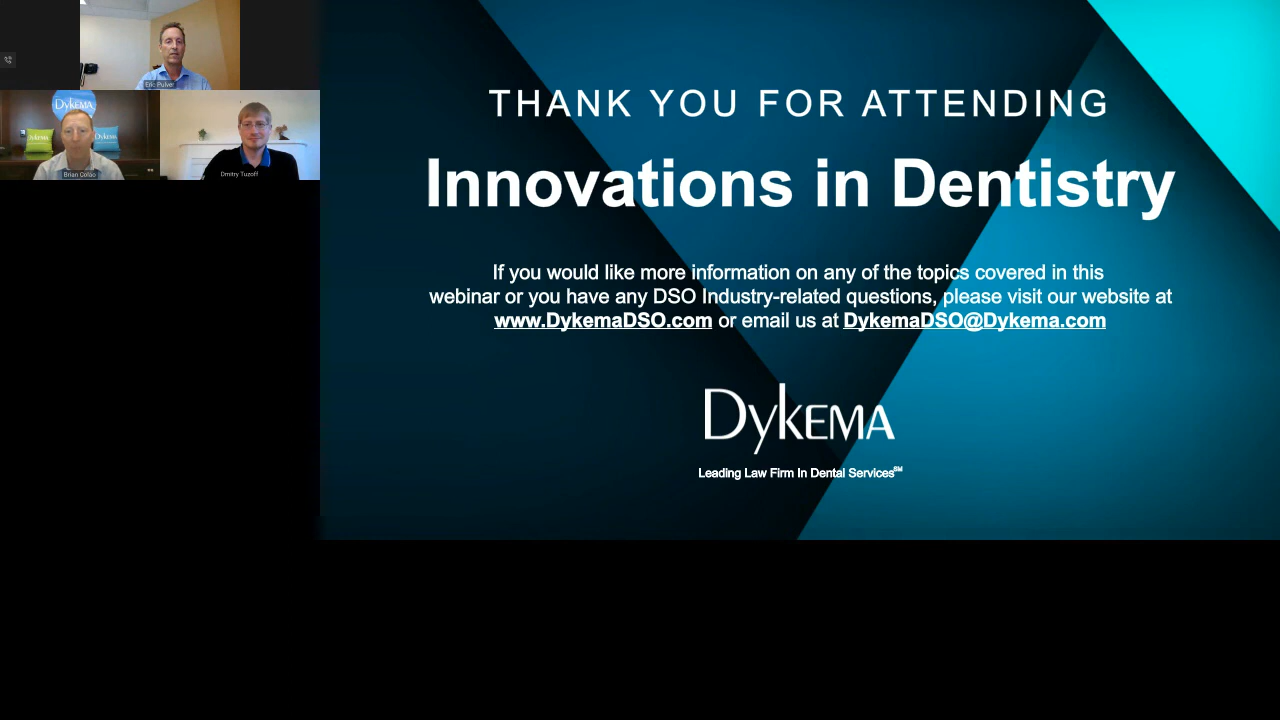 Eric Pulver
DYKEMA
DYKEMA
DYKEMA
Brian Colao
Dmitry Tuzoff
THANK YOU FOR ATTENDING
Innovations in Dentistry
If you would like more information on any of the topics covered in this
webinar or you have any DSO Industry-related questions, please visit our website at
www.DykemaDSO.com or email us at DykemaDSO@Dykema.com
DYKEMA
Leading Law Firm In Dental Services℠